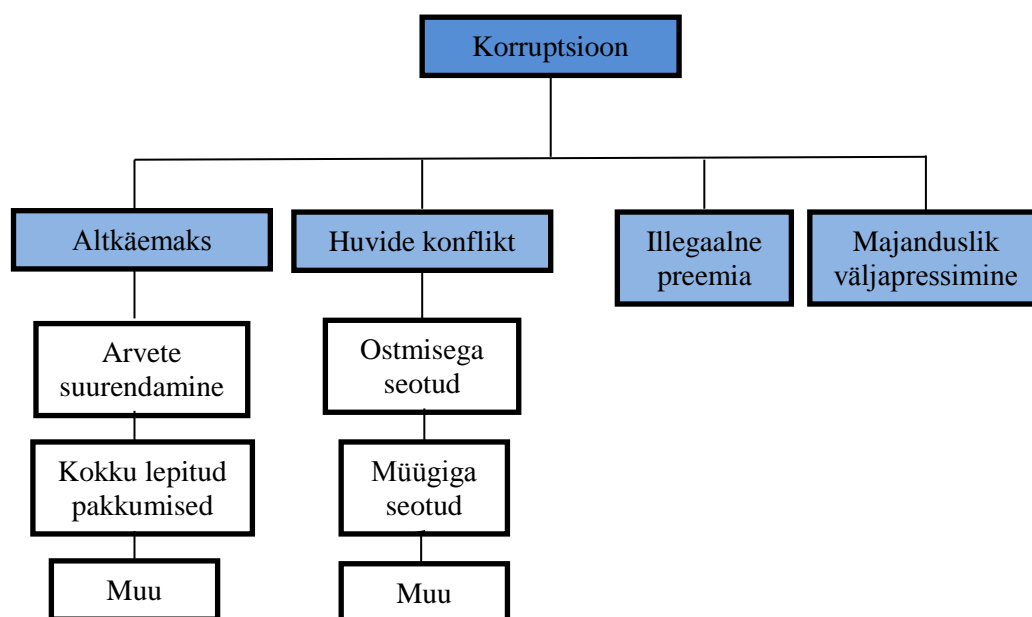 Korruptsioon
Altkäemaks
Huvide konflikt
Illegaalne
preemia
Majanduslik
väljapressimine
Arvete
suurendamine
Kokku lepitud
pakkumised
Muu
Ostmisega
seotud
Müügiga
seotud
Muu